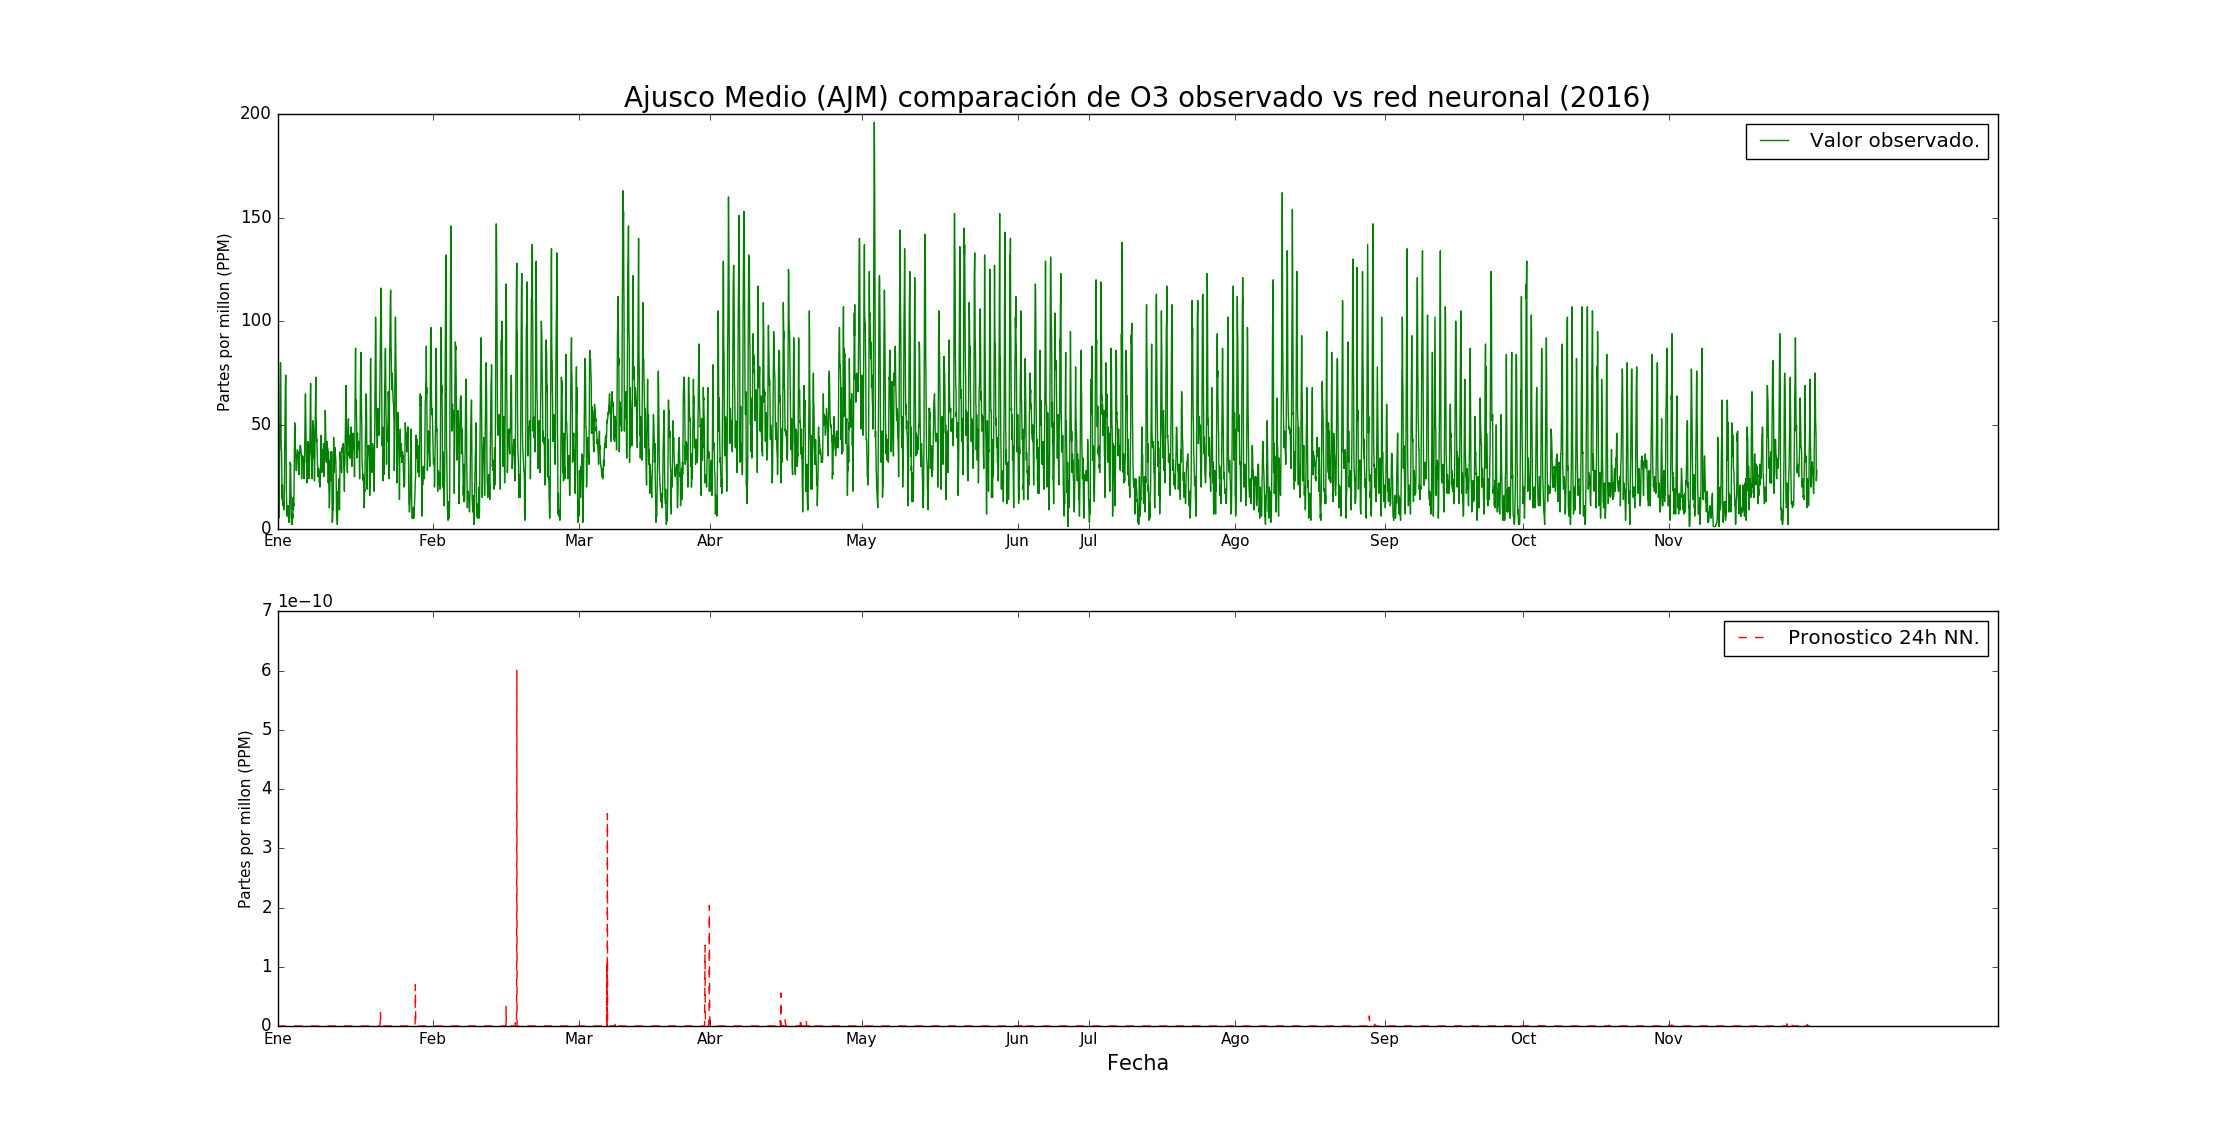 Ajusco Medio (AJM) comparación de O3 observado vs red neuronal (2016)
200
150
100
50
0
Partes por millon (PPM)
Valor observado.
Ene Feb Mar Abr May Jun Jul Ago Sep Oct Nov
1e−10
7
6
5
4
3
2
1
0
Partes por millon (PPM)
Pronostico 24h NN.
Ene Feb Mar Abr May Jun Jul Ago Sep Oct Nov
Fecha